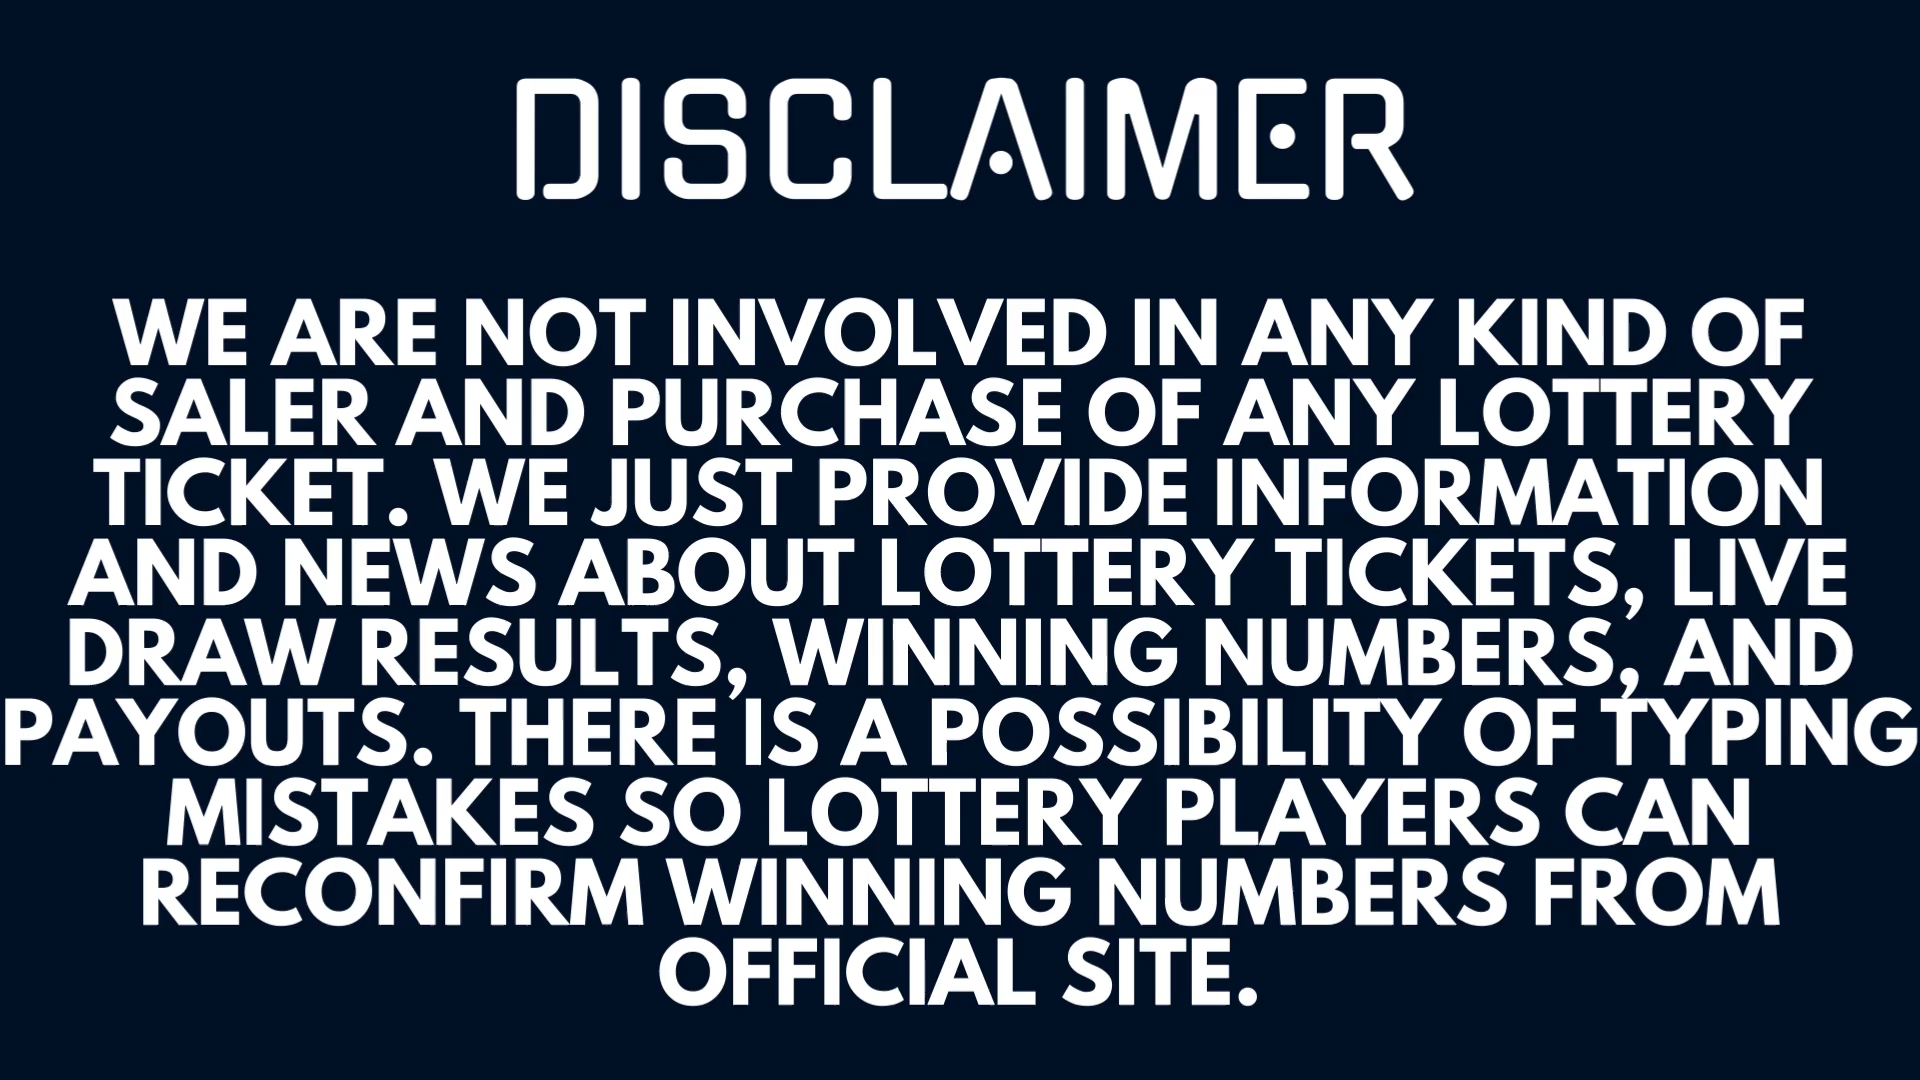 DISCLAIMER
WE ARE NOT INVOLVED IN ANY KIND OF
SALER AND PURCHASE OF ANY LOTTERY
TICKET. WE JUST PROVIDE INFORMATION
AND NEWS ABOUT LOTTERY TICKETS, LIVE
DRAW RESULTS, WINNING NUMBERS, AND
PAYOUTS. THERE IS A POSSIBILITY OF TYPING
MISTAKES SO LOTTERY PLAYERS CAN
RECONFIRM WINNING NUMBERS FROM
OFFICIAL SITE.